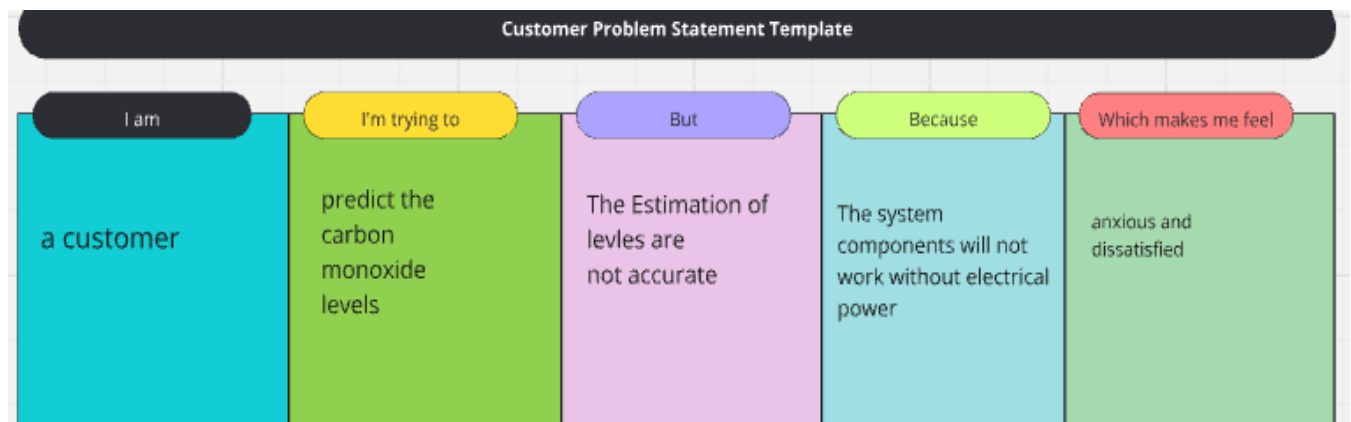 Customer Problem Statement Template
I am
a customer
I'm trying to
predict the
carbon
monoxide
levels
But
The Estimation of
levles are
not accurate
Because
The system
components will not
work without electrical
power
Which makes me feel
anxious and
dissatisfied